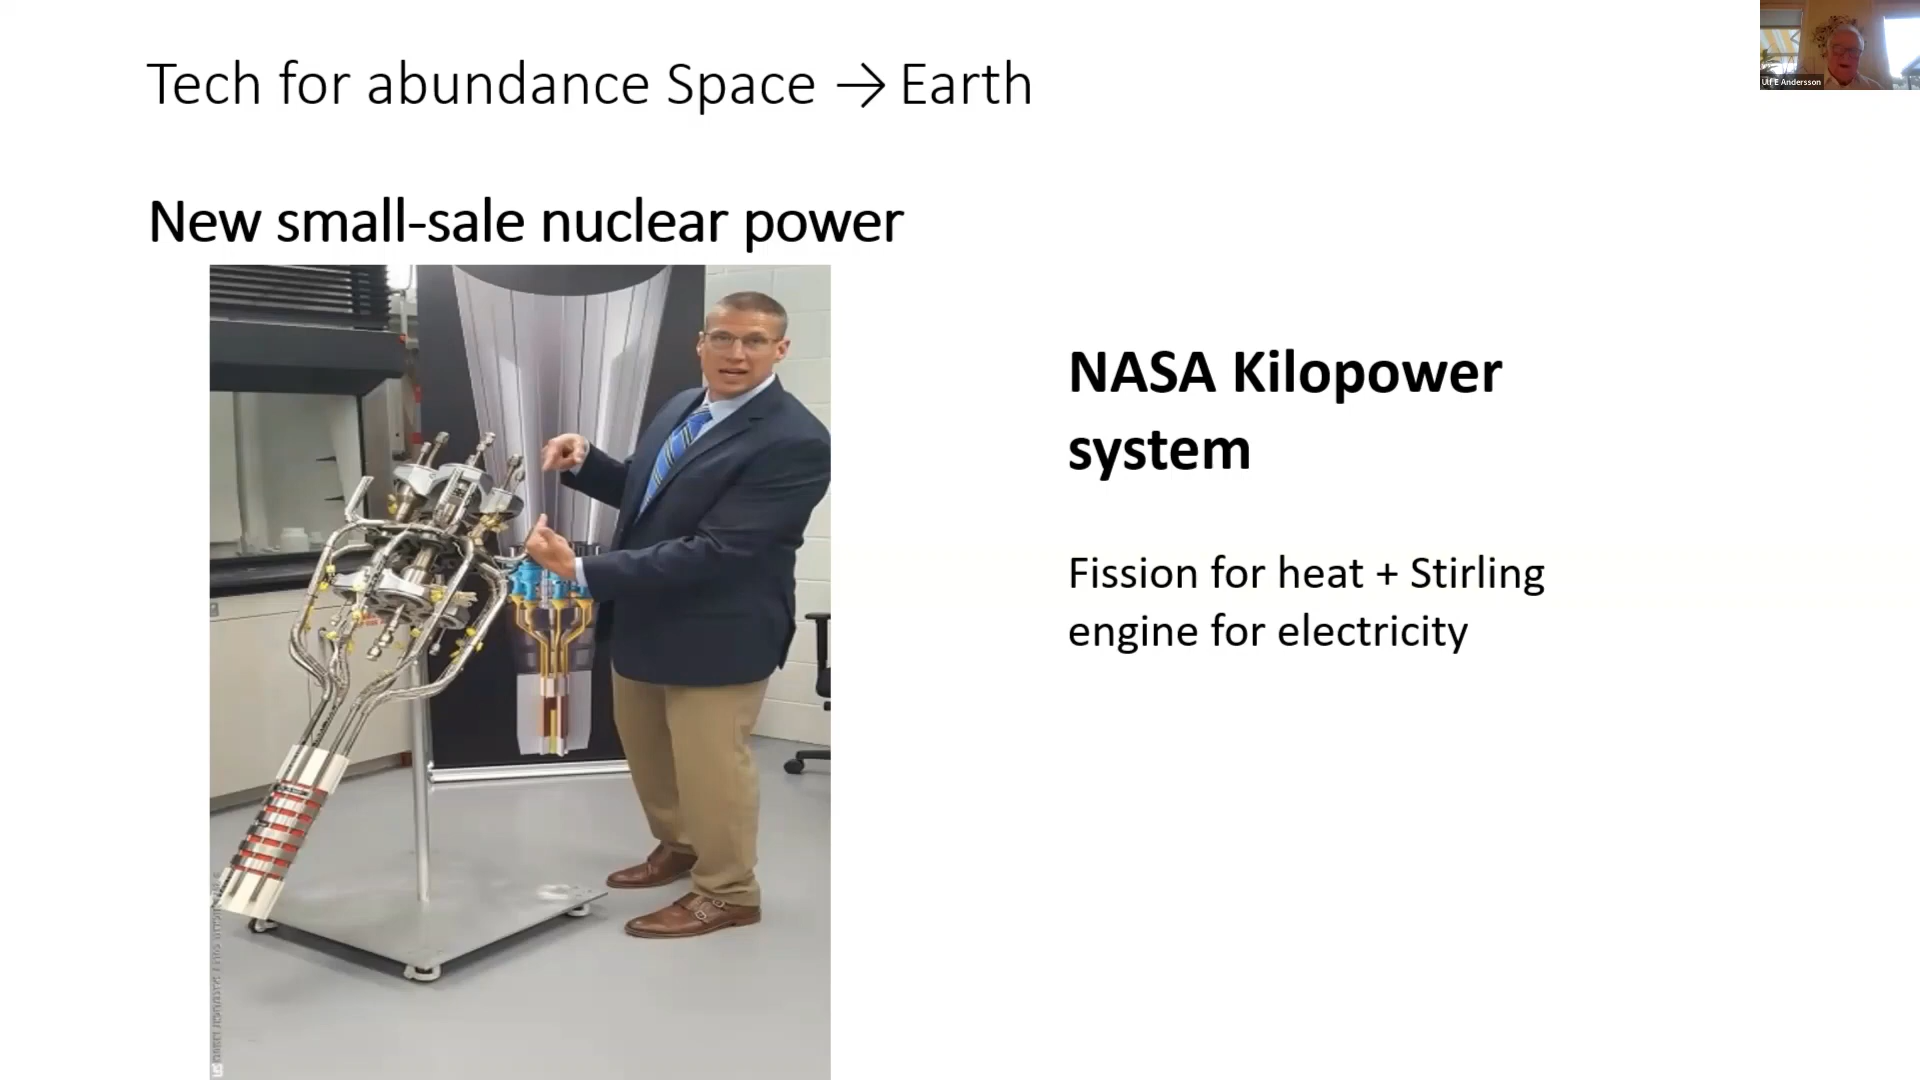 Tech for abundance Space → Earth
Ulf E Andersson
New small-sale nuclear power
NASA Kilopower
system
Fission for heat + Stirling
engine for electricity